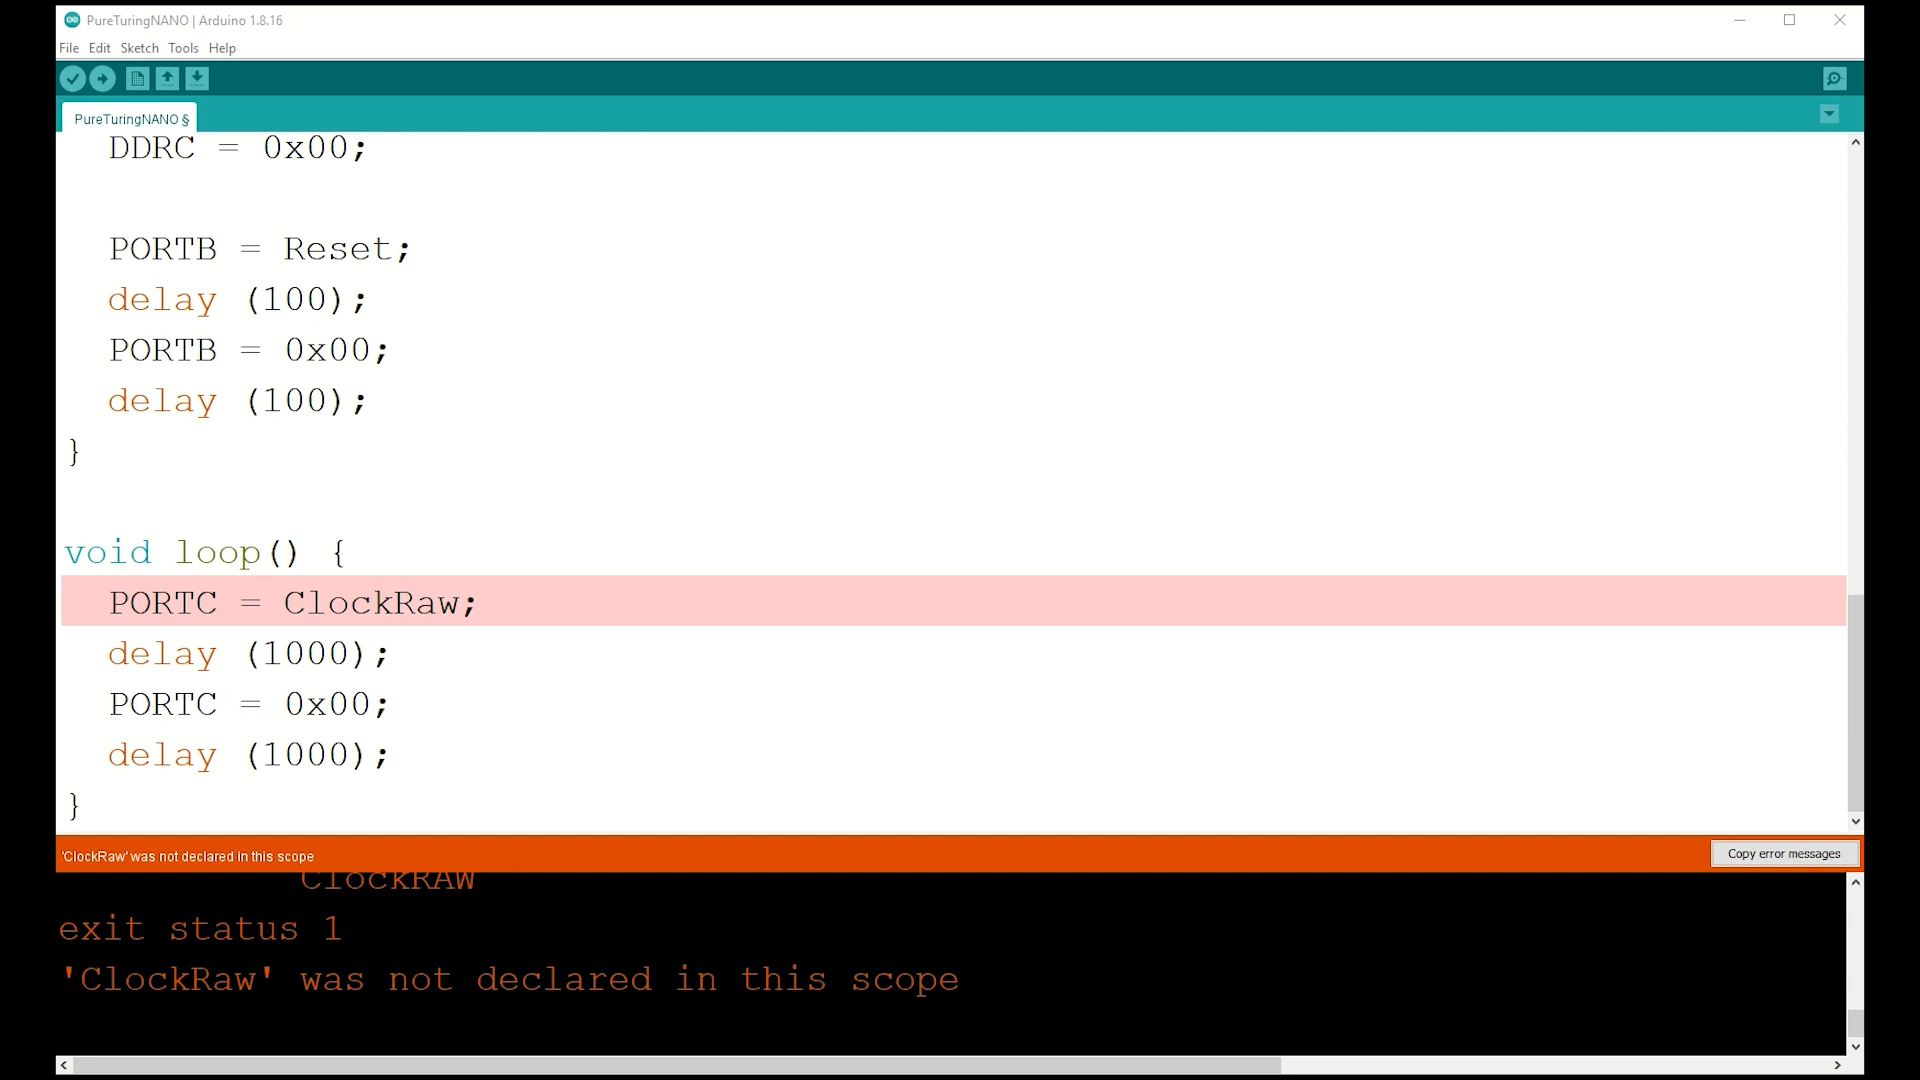 PureTuringNANO | Arduino 1.8.16
File Edit Sketch Tools Help
PureTuringNANO §
DDRC = 0x00;
PORTB = Reset;
delay (100);
PORTB = 0x00;
delay (100);
}
void loop() {
PORTC = ClockRaw;
delay (1000);
PORTC = 0x00;
delay (1000);
}
'ClockRaw' was not declared in this scope
Copy error messages
ClockRAW
exit status 1
'ClockRaw' was not declared in this scope